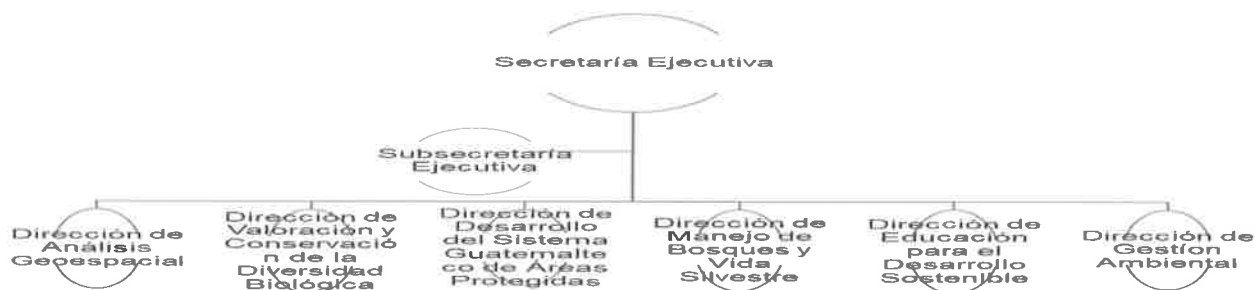 Secretaría Ejecutiva
Subsecretaría
Ejecutiva
Dirección de
Análisis
Geoespacial
Dirección de
Valoración y
Conservació
n de la
Diversidad
Biológica
Dirección de
Desarrollo
del Sistema
Guatemalte
co de Áreas
Protegidas
Dirección de
Manejo de
Bosques y
Vida
Silvestre
Dirección de
Educación
para el
Desarrollo
Sostenible
Dirección de
Gestión
Ambiental